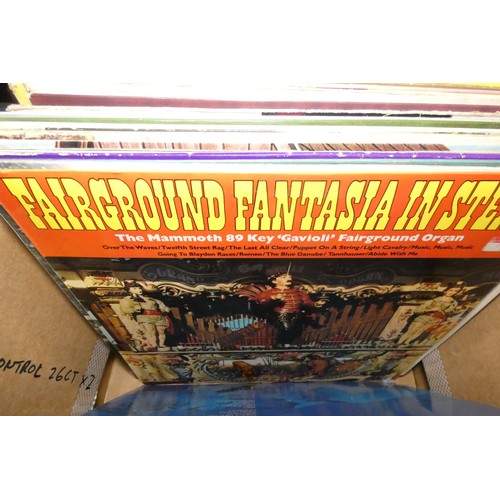 FAIRGROUND FANTASIA IN STE
The Mammoth 89 Key 'Gavioli' Fairground Organ
Over The Waves/Twelfth Street Rag/The Last All Clear/Puppet On A String/Light Cavalry/Music, Music, Music
Going To Blaydon Races/Romeo/The Blue Danube/Tannhauser/Abide With Me
ONTROL 26CT x2